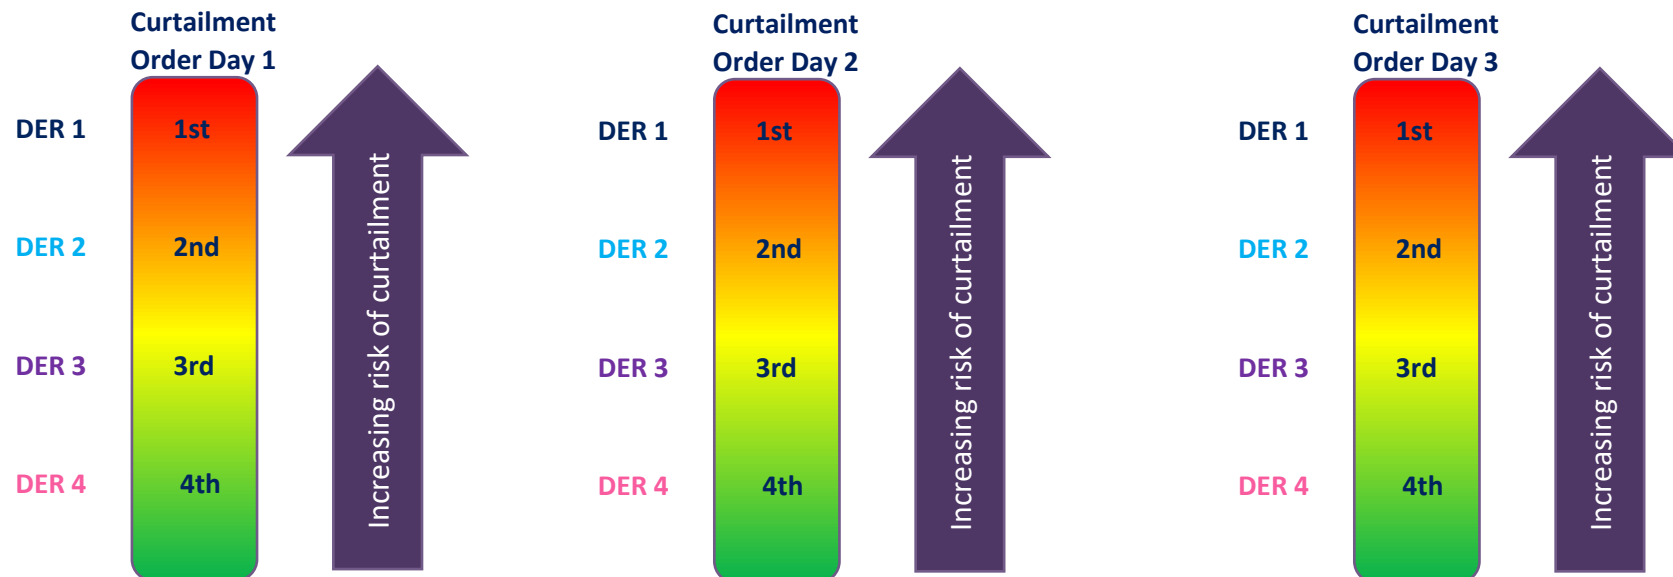 Curtailment
Order Day 1
DER 1
1st
DER 2
2nd
DER 3
3rd
DER 4
4th
Increasing risk of curtailment
Curtailment
Order Day 2
DER 1
1st
DER 2
2nd
DER 3
3rd
DER 4
4th
Increasing risk of curtailment
Curtailment
Order Day 3
DER 1
1st
DER 2
2nd
DER 3
3rd
DER 4
4th
Increasing risk of curtailment